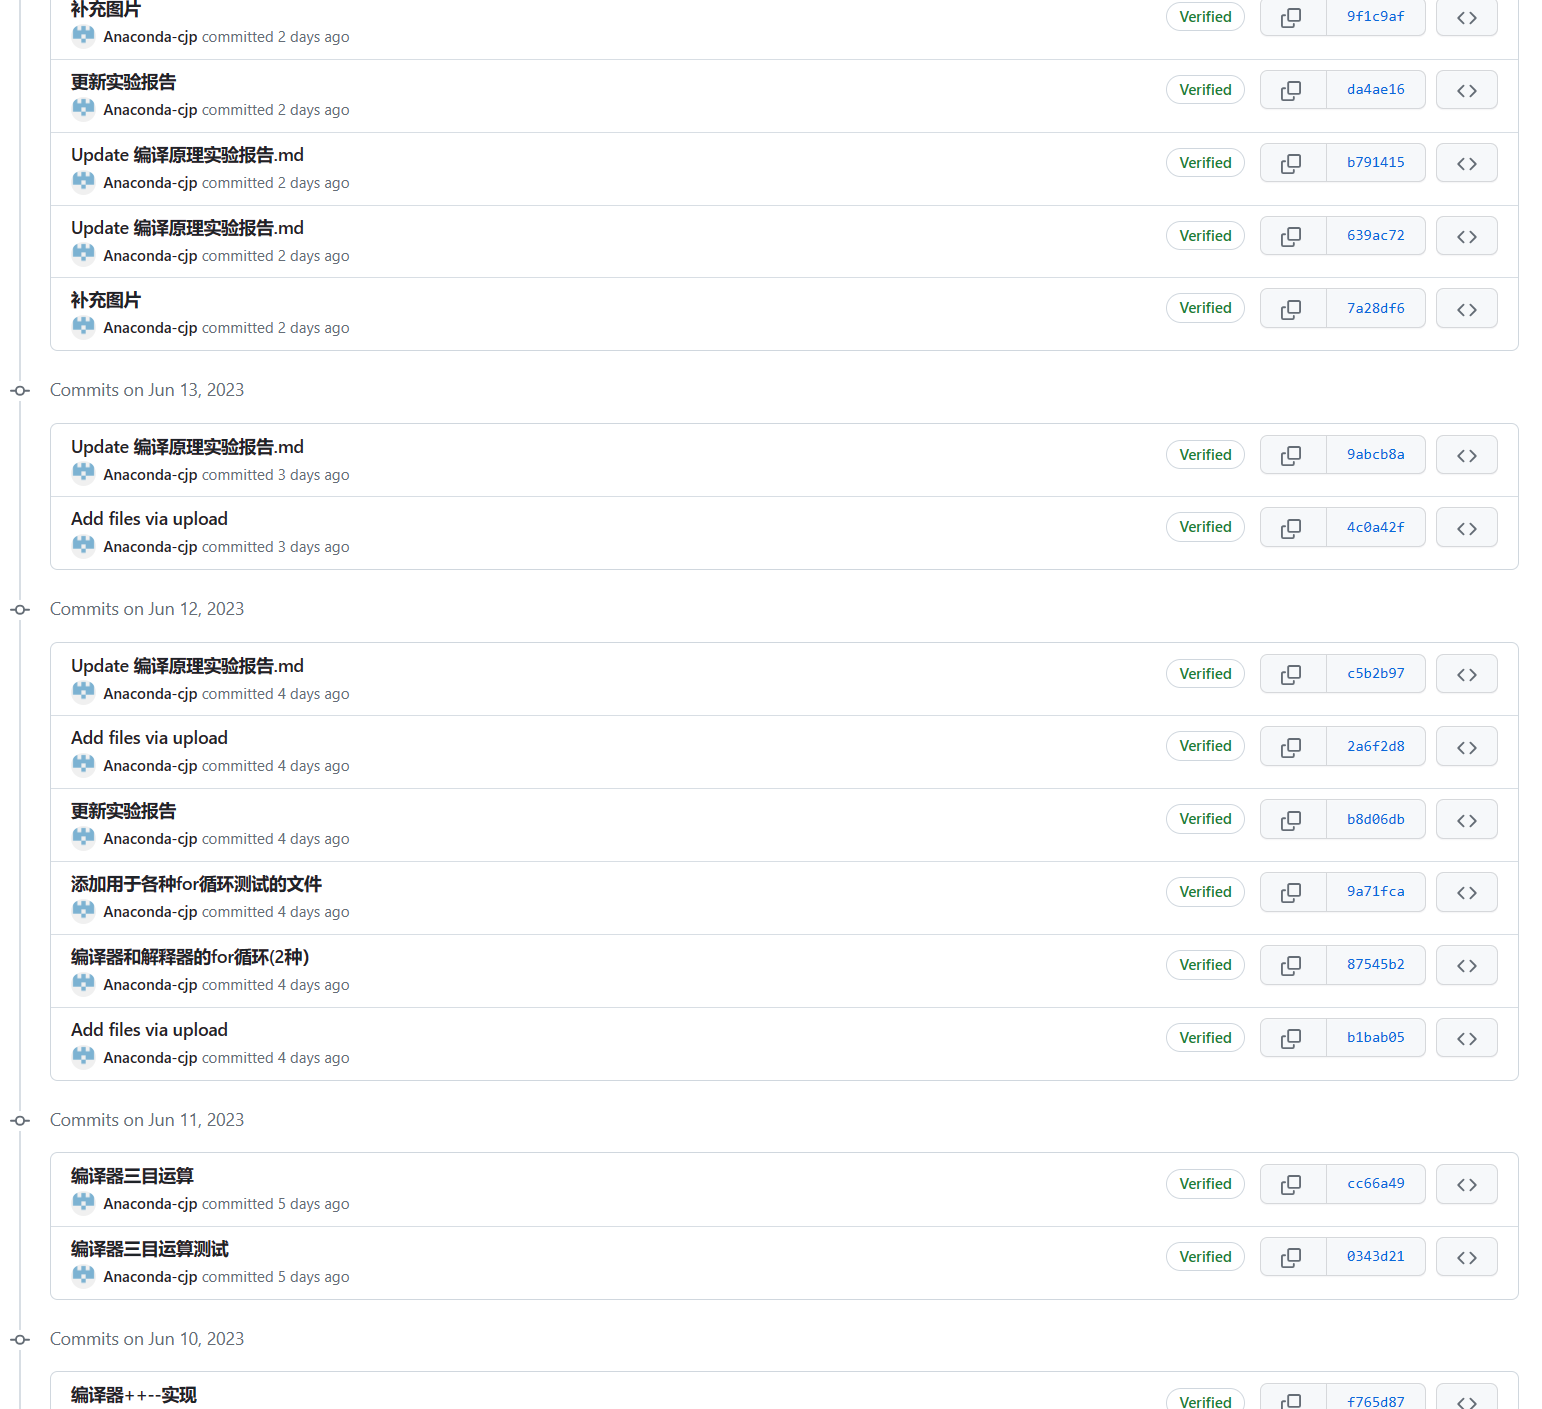 补充图片
Verified
9f1c9af
Anaconda-cjp committed 2 days ago
更新实验报告
Verified
da4ae16
Anaconda-cjp committed 2 days ago
Update 编译原理实验报告.md
Verified
b791415
Anaconda-cjp committed 2 days ago
Update 编译原理实验报告.md
Verified
639ac72
Anaconda-cjp committed 2 days ago
补充图片
Verified
7a28df6
Anaconda-cjp committed 2 days ago
Commits on Jun 13, 2023
Update 编译原理实验报告.md
Verified
9abcb8a
Anaconda-cjp committed 3 days ago
Add files via upload
Verified
4c0a42f
Anaconda-cjp committed 3 days ago
Commits on Jun 12, 2023
Update 编译原理实验报告.md
Verified
c5b2b97
Anaconda-cjp committed 4 days ago
Add files via upload
Verified
2a6f2d8
Anaconda-cjp committed 4 days ago
更新实验报告
Verified
b8d06db
Anaconda-cjp committed 4 days ago
添加用于各种for循环测试的文件
Verified
9a71fca
Anaconda-cjp committed 4 days ago
编译器和解释器的for循环(2种)
Verified
87545b2
Anaconda-cjp committed 4 days ago
Add files via upload
Verified
b1bab05
Anaconda-cjp committed 4 days ago
Commits on Jun 11, 2023
编译器三目运算
Verified
cc66a49
Anaconda-cjp committed 5 days ago
编译器三目运算测试
Verified
0343d21
Anaconda-cjp committed 5 days ago
Commits on Jun 10, 2023
编译器++--实现
Verified
f765d87